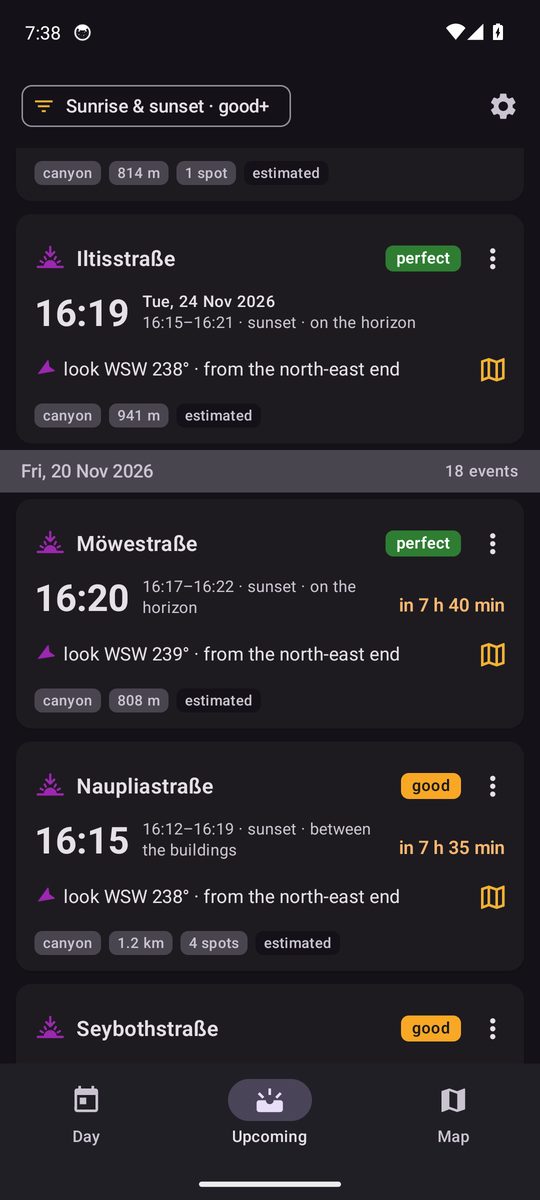 7:38
Sunrise & sunset · good+
canyon 814 m 1 spot estimated
Iltisstraße perfect
16:19 Tue, 24 Nov 2026
16:15–16:21 · sunset · on the horizon
look WSW 238° · from the north-east end
canyon 941 m estimated
Fri, 20 Nov 2026 18 events
Möwestraße perfect
16:20 16:17–16:22 · sunset · on the
horizon
in 7 h 40 min
look WSW 239° · from the north-east end
canyon 808 m estimated
Naupliastraße good
16:15 16:12–16:19 · sunset · between
the buildings
in 7 h 35 min
look WSW 238° · from the north-east end
canyon 1.2 km 4 spots estimated
Seybothstraße good
Day Upcoming Map